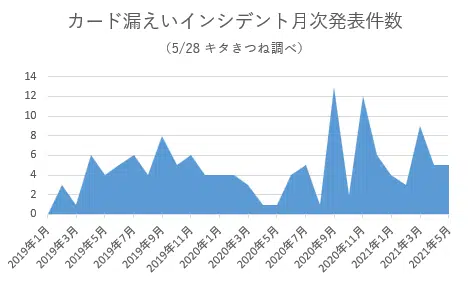 カード漏えいインシデント月次発表件数
（5/28 キタきつね調べ）
14
12
10
8
6
4
2
0
2019年1月
2019年3月
2019年5月
2019年7月
2019年9月
2019年11月
2020年1月
2020年3月
2020年5月
2020年7月
2020年9月
2020年11月
2021年1月
2021年3月
2021年5月